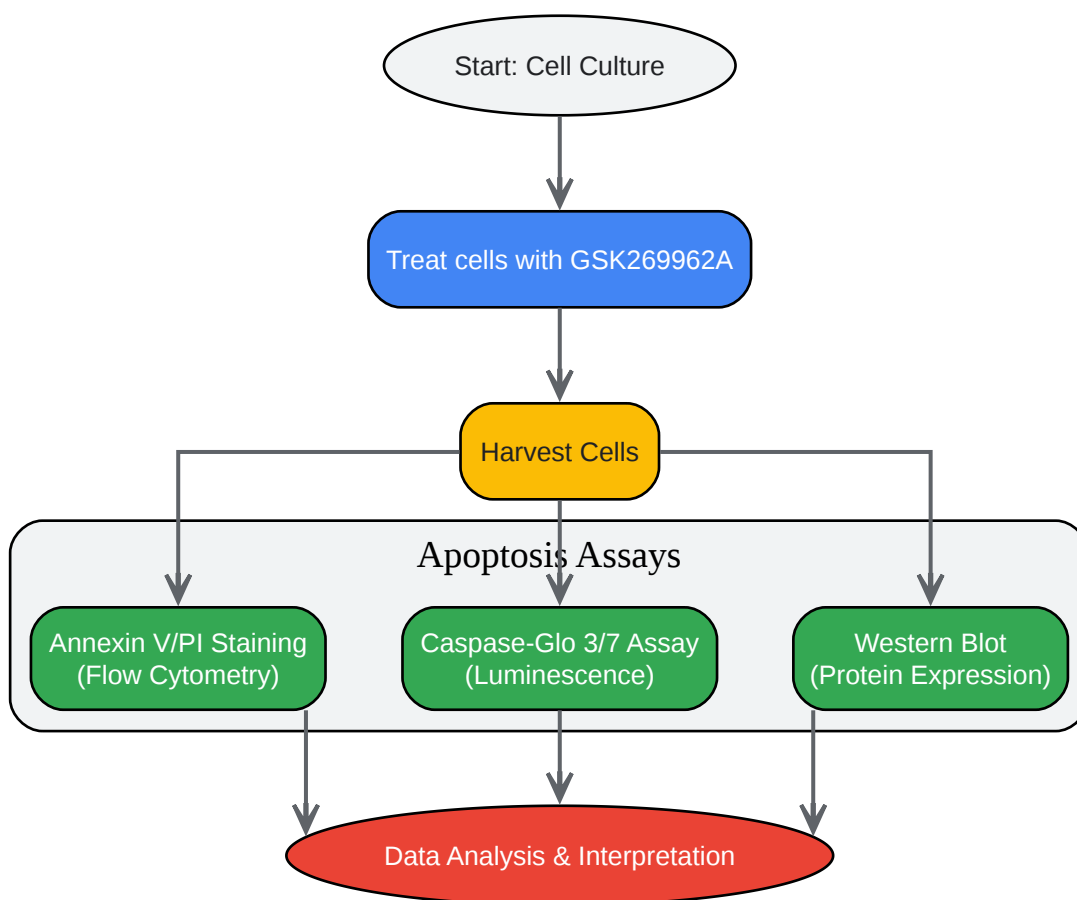 Start: Cell Culture
Treat cells with GSK269962A
Harvest Cells
Apoptosis Assays
Annexin V/PI Staining
(Flow Cytometry)
Caspase-Glo 3/7 Assay
(Luminescence)
Western Blot
(Protein Expression)
Data Analysis & Interpretation